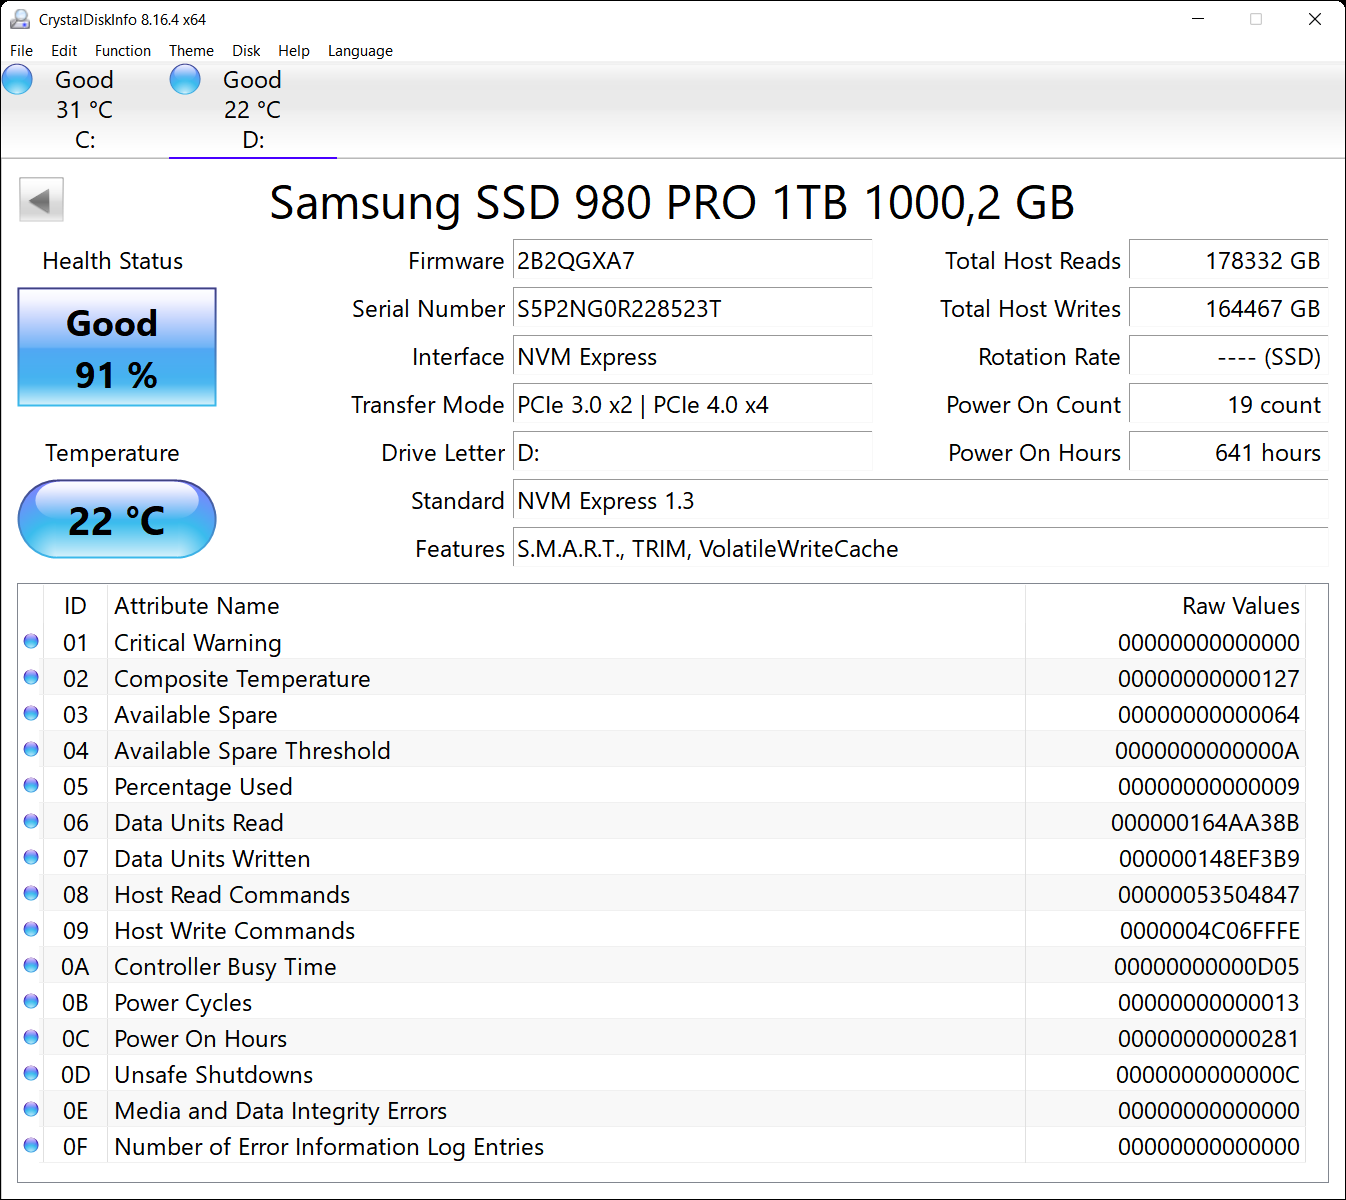 CrystalDiskInfo 8.16.4 x64
File Edit Function Theme Disk Help Language
Good Good
31 °C 22 °C
C: D:
Samsung SSD 980 PRO 1TB 1000,2 GB
Health Status
Good
91 %
Temperature
22 °C
Firmware 2B2QGXA7
Serial Number S5P2NG0R228523T
Interface NVM Express
Transfer Mode PCIe 3.0 x2 | PCIe 4.0 x4
Drive Letter D:
Standard NVM Express 1.3
Features S.M.A.R.T., TRIM, VolatileWriteCache
Total Host Reads 178332 GB
Total Host Writes 164467 GB
Rotation Rate ---- (SSD)
Power On Count 19 count
Power On Hours 641 hours
ID Attribute Name Raw Values
01 Critical Warning 00000000000000
02 Composite Temperature 00000000000127
03 Available Spare 00000000000064
04 Available Spare Threshold 0000000000000A
05 Percentage Used 00000000000009
06 Data Units Read 000000164AA38B
07 Data Units Written 000000148EF3B9
08 Host Read Commands 00000053504847
09 Host Write Commands 0000004C06FFFE
0A Controller Busy Time 00000000000D05
0B Power Cycles 00000000000013
0C Power On Hours 00000000000281
0D Unsafe Shutdowns 0000000000000C
0E Media and Data Integrity Errors 00000000000000
0F Number of Error Information Log Entries 00000000000000